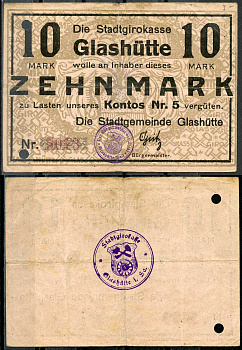 10 Die Stadtgirokasse 10
Glashütte
MARK wolle an Inhaber dieses MARK
ZEHN MARK
zu Lasten unseres Kontos Nr. 5 vergüten.
Die Stadtgemeinde Glashütte
Nr.
Bürgermeister.
Stadtgirokasse
Glashütte i. Sa.